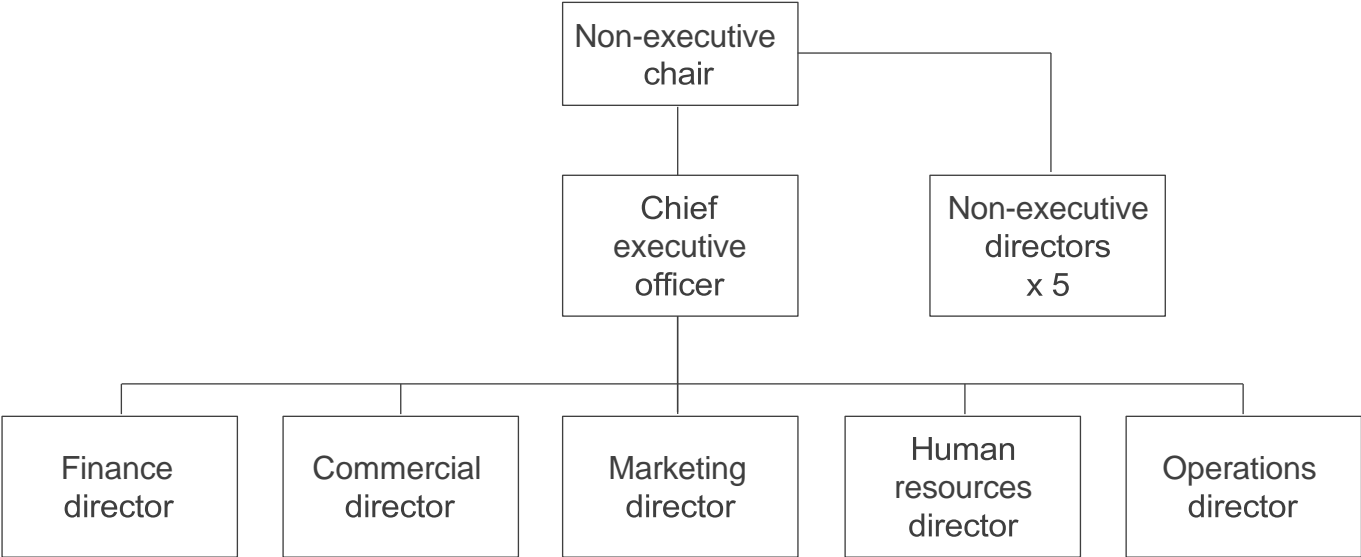 Non-executive
chair
Chief
executive
officer
Non-executive
directors
x 5
Finance
director
Commercial
director
Marketing
director
Human
resources
director
Operations
director